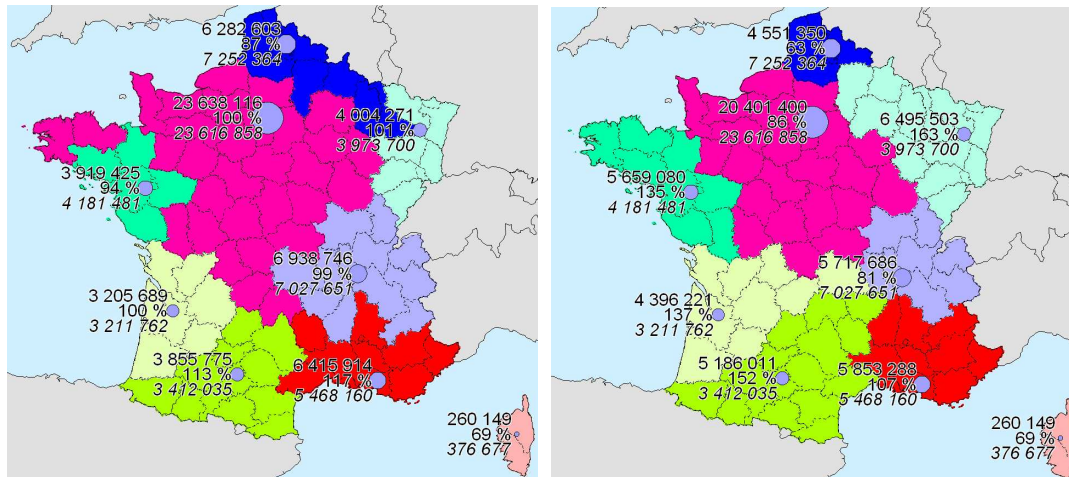 6 282 603
87 %
7 252 364
23 638 116
100 %
23 616 858
4 004 271
101 %
3 973 700
3 919 425
94 %
4 181 481
6 938 746
99 %
7 027 651
3 205 689
100 %
3 211 762
3 855 775
113 %
3 412 035
6 415 914
117 %
5 468 160
260 149
69 %
376 677
4 551 350
63 %
7 252 364
20 401 400
86 %
23 616 858
6 495 503
163 %
3 973 700
5 659 080
135 %
4 181 481
5 717 686
81 %
7 027 651
4 396 221
137 %
3 211 762
5 186 011
152 %
3 412 035
5 853 288
107 %
5 468 160
260 149
69 %
376 677